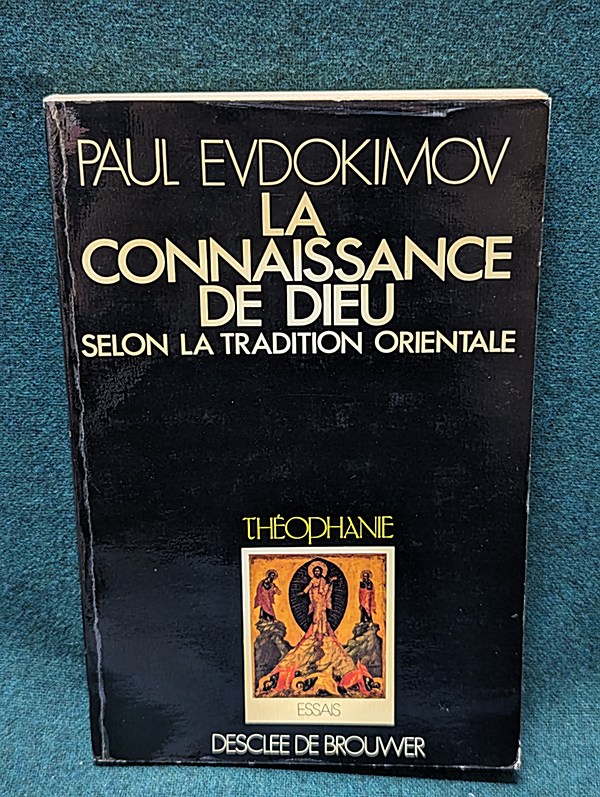 PAUL EVDOKIMOV
LA
CONNAISSANCE
DE DIEU
SELON LA TRADITION ORIENTALE
THÉOPHANIE
ESSAIS
DESCLEE DE BROUWER